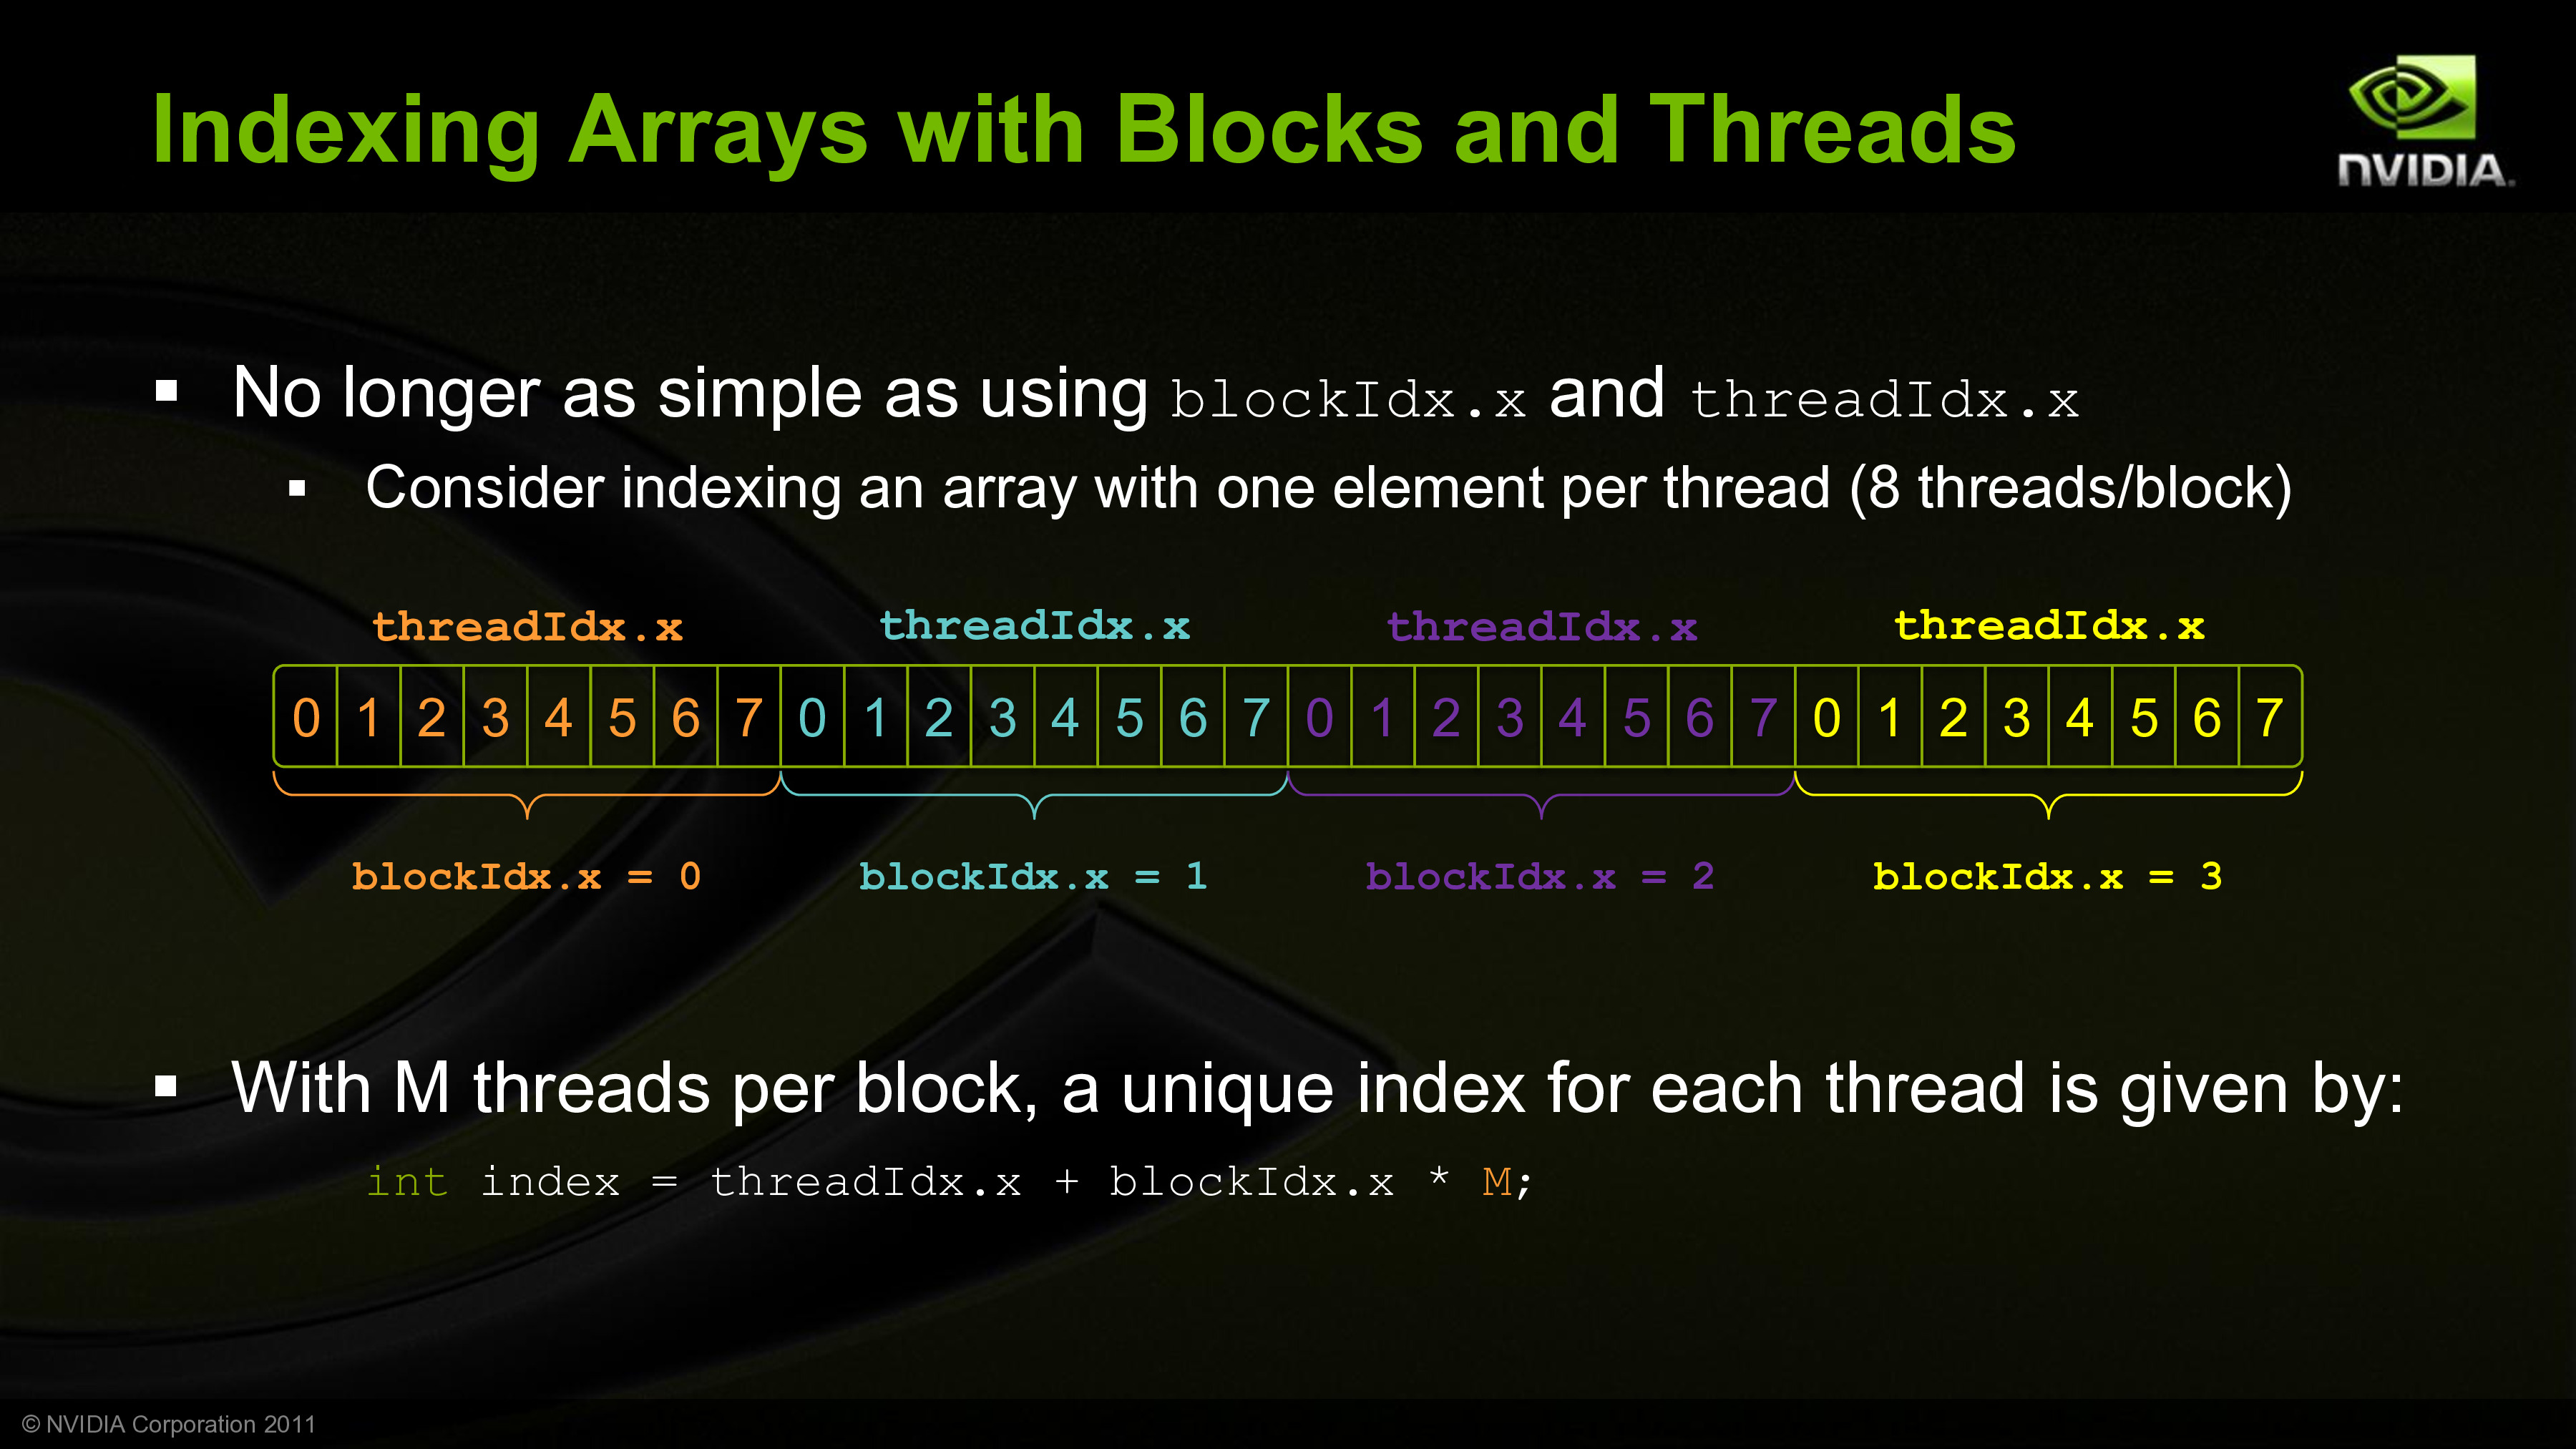 Indexing Arrays with Blocks and Threads
NVIDIA.
▪ No longer as simple as using blockIdx.x and threadIdx.x
▪ Consider indexing an array with one element per thread (8 threads/block)
threadIdx.x threadIdx.x threadIdx.x threadIdx.x
0 1 2 3 4 5 6 7 0 1 2 3 4 5 6 7 0 1 2 3 4 5 6 7 0 1 2 3 4 5 6 7
blockIdx.x = 0 blockIdx.x = 1 blockIdx.x = 2 blockIdx.x = 3
▪ With M threads per block, a unique index for each thread is given by:
int index = threadIdx.x + blockIdx.x * M;
© NVIDIA Corporation 2011